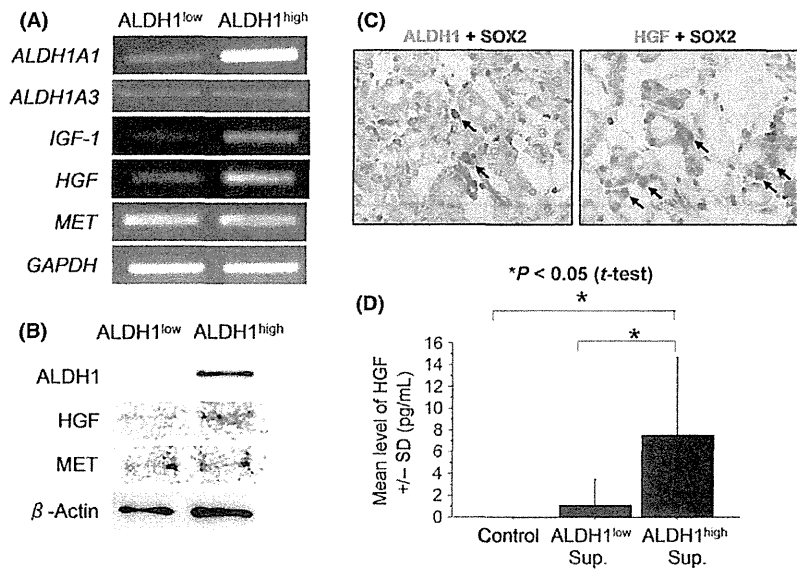 (A)
ALDH1low ALDH1high
ALDH1A1
ALDH1A3
IGF-1
HGF
MET
GAPDH
(B)
ALDH1low ALDH1high
ALDH1
HGF
MET
β-Actin
(C)
ALDH1 + SOX2
HGF + SOX2
*P < 0.05 (t-test)
(D)
*
*
Mean level of HGF
+/− SD (pg/mL)
16
14
12
10
8
6
4
2
0
Control
ALDH1low
Sup.
ALDH1high
Sup.